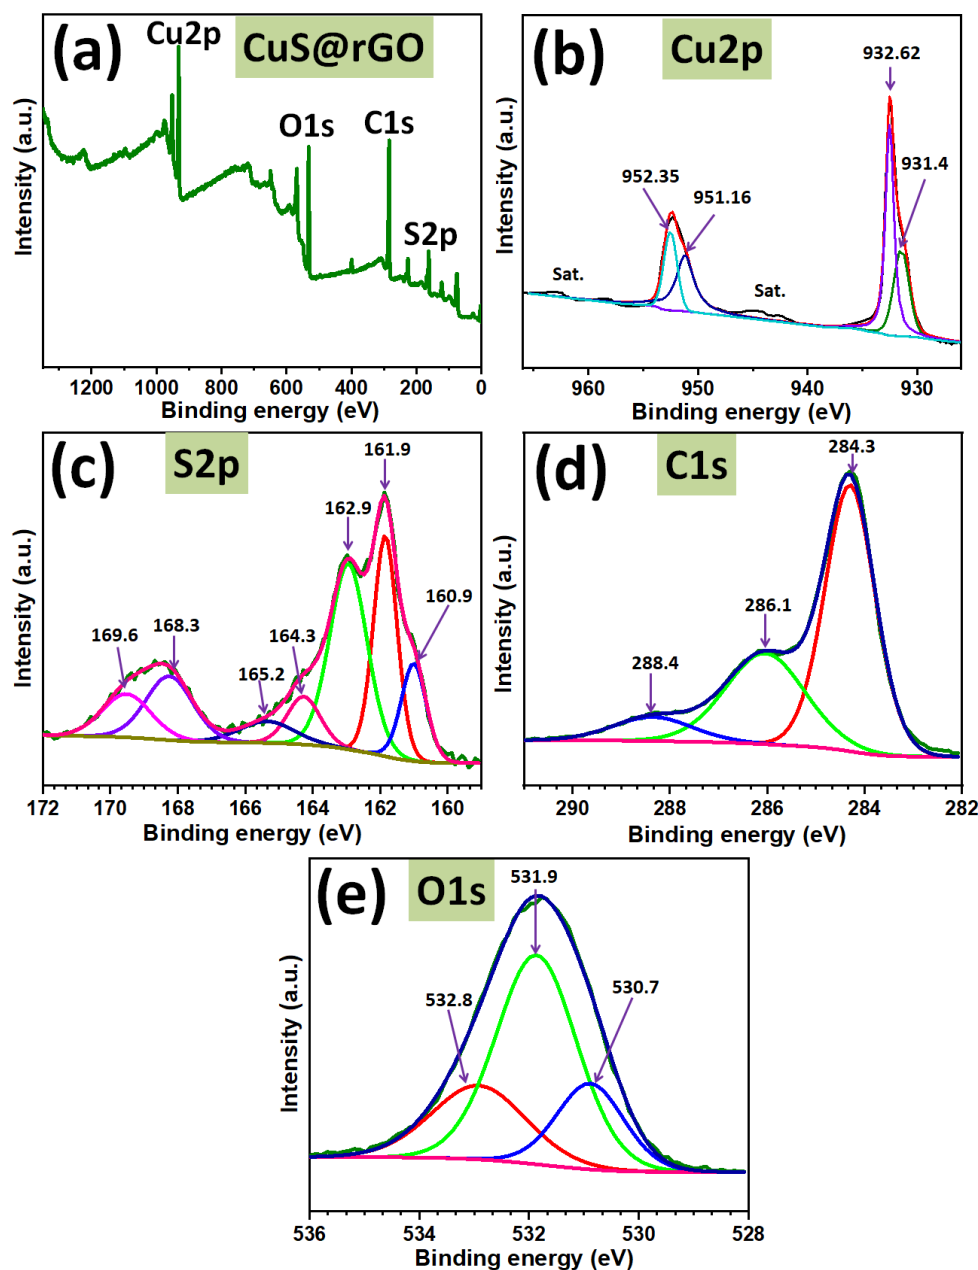 (a)
CuS@rGO
Cu2p
O1s
C1s
S2p
Intensity (a.u.)
1200 1000 800 600 400 200 0
Binding energy (eV)
(b)
Cu2p
932.62
931.4
952.35
951.16
Sat.
Sat.
Intensity (a.u.)
960 950 940 930
Binding energy (eV)
(c)
S2p
161.9
162.9
160.9
164.3
165.2
168.3
169.6
Intensity (a.u.)
172 170 168 166 164 162 160
Binding energy (eV)
(d)
C1s
284.3
286.1
288.4
Intensity (a.u.)
290 288 286 284 282
Binding energy (eV)
(e)
O1s
531.9
532.8
530.7
Intensity (a.u.)
536 534 532 530 528
Binding energy (eV)